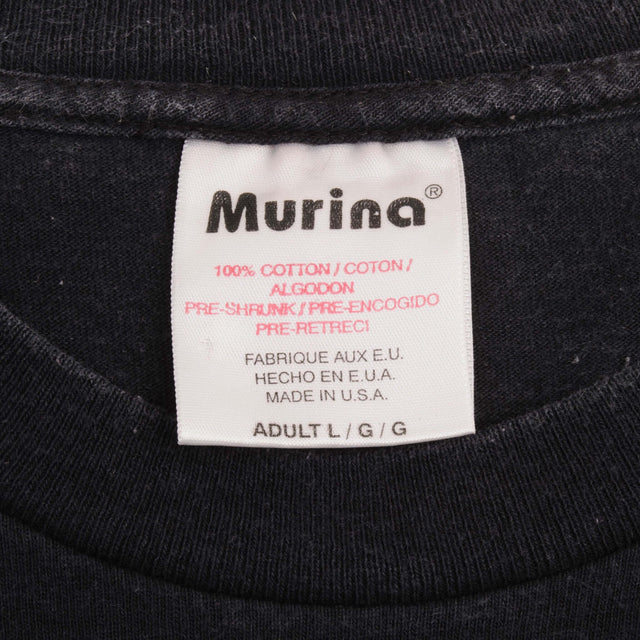 Murina®
100% COTTON / COTON /
ALGODON
PRE-SHRUNK / PRE-ENCOGIDO
PRE-RETRECI
FABRIQUE AUX E.U.
HECHO EN E.U.A.
MADE IN U.S.A.
ADULT L / G / G